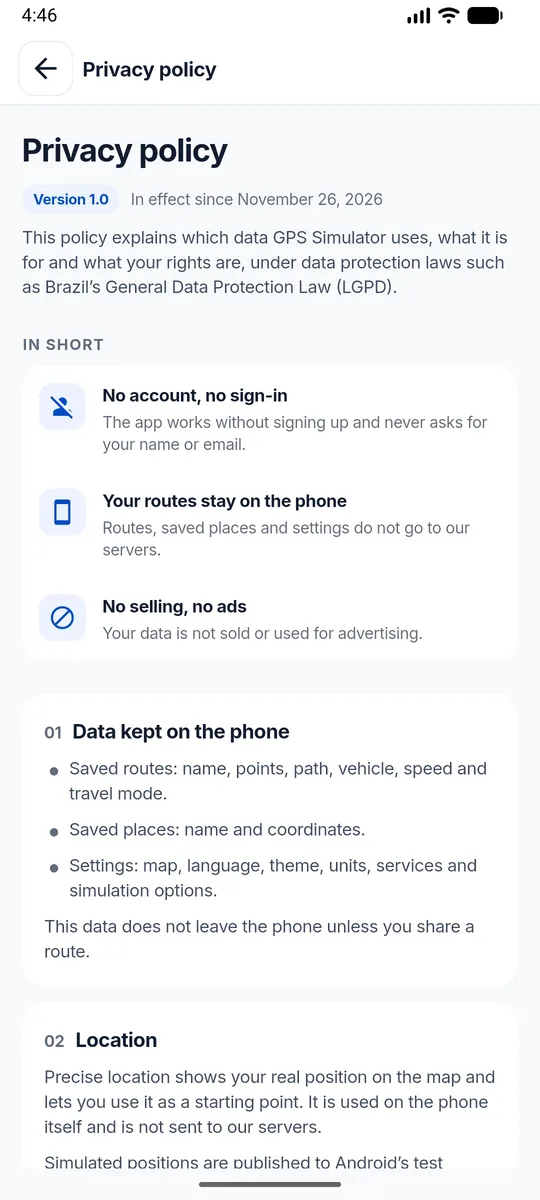 4:46
Privacy policy
Privacy policy
Version 1.0 In effect since November 26, 2026
This policy explains which data GPS Simulator uses, what it is
for and what your rights are, under data protection laws such
as Brazil’s General Data Protection Law (LGPD).
IN SHORT
No account, no sign-in
The app works without signing up and never asks for
your name or email.
Your routes stay on the phone
Routes, saved places and settings do not go to our
servers.
No selling, no ads
Your data is not sold or used for advertising.
01 Data kept on the phone
● Saved routes: name, points, path, vehicle, speed and
travel mode.
● Saved places: name and coordinates.
● Settings: map, language, theme, units, services and
simulation options.
This data does not leave the phone unless you share a
route.
02 Location
Precise location shows your real position on the map and
lets you use it as a starting point. It is used on the phone
itself and is not sent to our servers.
Simulated positions are published to Android’s test